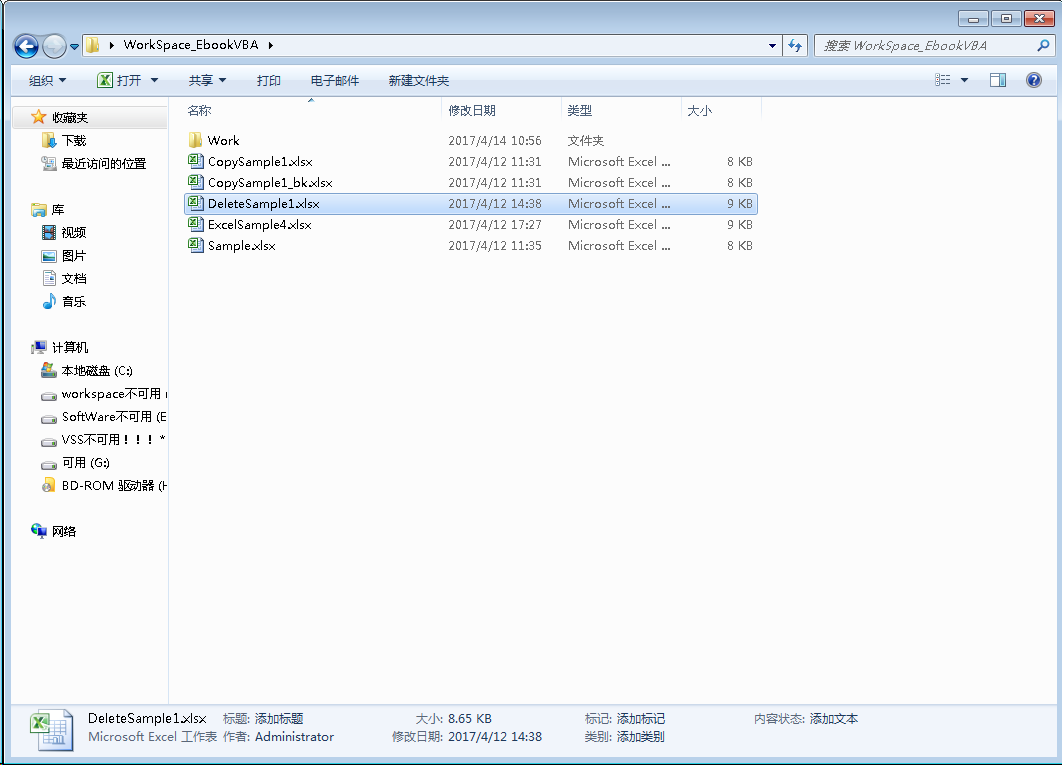 WorkSpace_EbookVBA
搜索 WorkSpace_EbookVBA
组织 打开 共享 打印 电子邮件 新建文件夹
收藏夹
下载
最近访问的位置
库
视频
图片
文档
音乐
计算机
本地磁盘 (C:)
workspace不可用
SoftWare不可用 (E
VSS不可用！！！ *
可用 (G:)
BD-ROM 驱动器 (H
网络
名称 修改日期 类型 大小
Work 2017/4/14 10:56 文件夹
CopySample1.xlsx 2017/4/12 11:31 Microsoft Excel ... 8 KB
CopySample1_bk.xlsx 2017/4/12 11:31 Microsoft Excel ... 8 KB
DeleteSample1.xlsx 2017/4/12 14:38 Microsoft Excel ... 9 KB
ExcelSample4.xlsx 2017/4/12 17:27 Microsoft Excel ... 9 KB
Sample.xlsx 2017/4/12 11:35 Microsoft Excel ... 8 KB
DeleteSample1.xlsx 标题: 添加标题 大小: 8.65 KB 标记: 添加标记 内容状态: 添加文本
Microsoft Excel 工作表 作者: Administrator 修改日期: 2017/4/12 14:38 类别: 添加类别